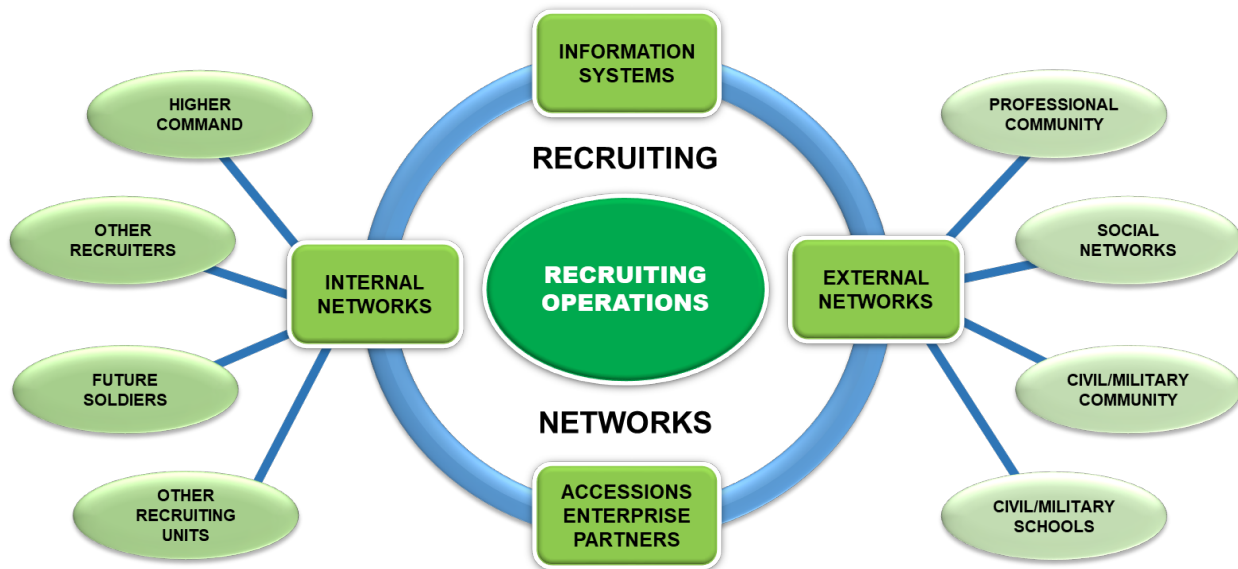 INFORMATION
SYSTEMS
HIGHER
COMMAND
PROFESSIONAL
COMMUNITY
RECRUITING
OTHER
RECRUITERS
SOCIAL
NETWORKS
INTERNAL
NETWORKS
RECRUITING
OPERATIONS
EXTERNAL
NETWORKS
FUTURE
SOLDIERS
CIVIL/MILITARY
COMMUNITY
NETWORKS
OTHER
RECRUITING
UNITS
ACCESSIONS
ENTERPRISE
PARTNERS
CIVIL/MILITARY
SCHOOLS